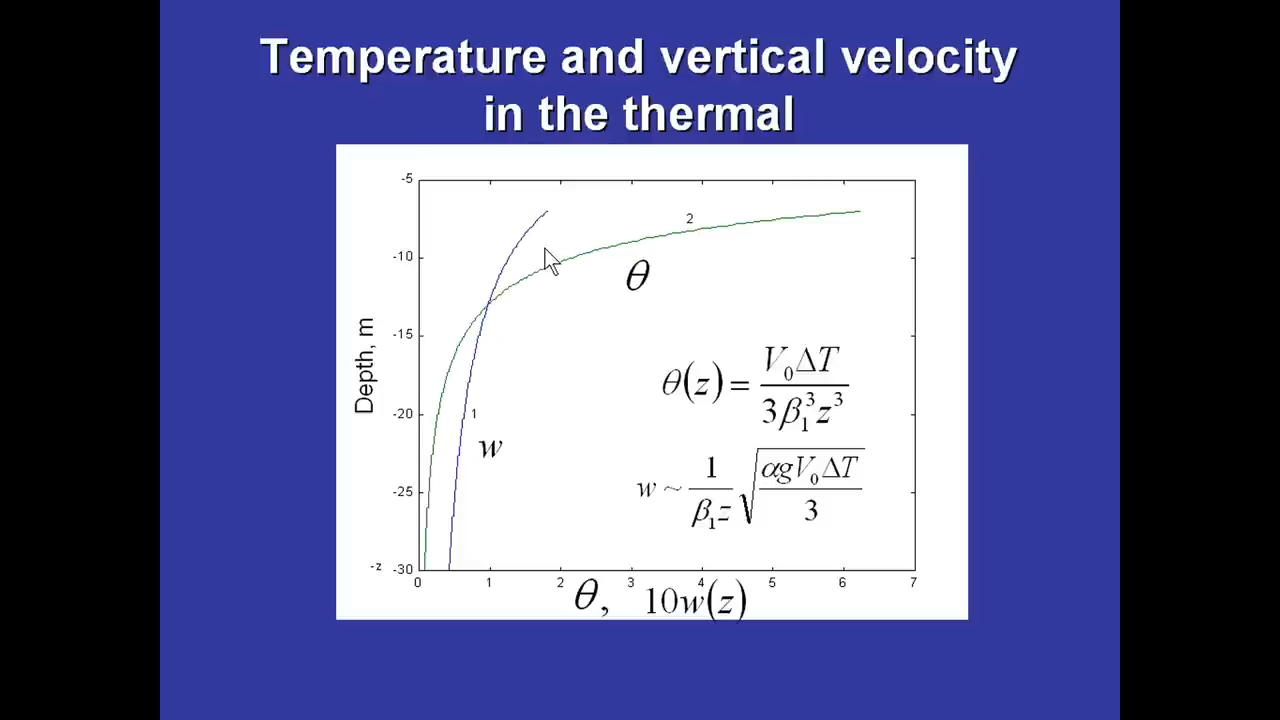 Temperature and vertical velocity
in the thermal
-5
-10
-15
-20
-25
-z -30
Depth, m
0 1 2 3 4 5 6 7
2
θ
1
w
θ(z) = V₀ΔT / 3β₁³z³
w ~ 1/β₁z √(αgV₀ΔT / 3)
θ, 10w(z)